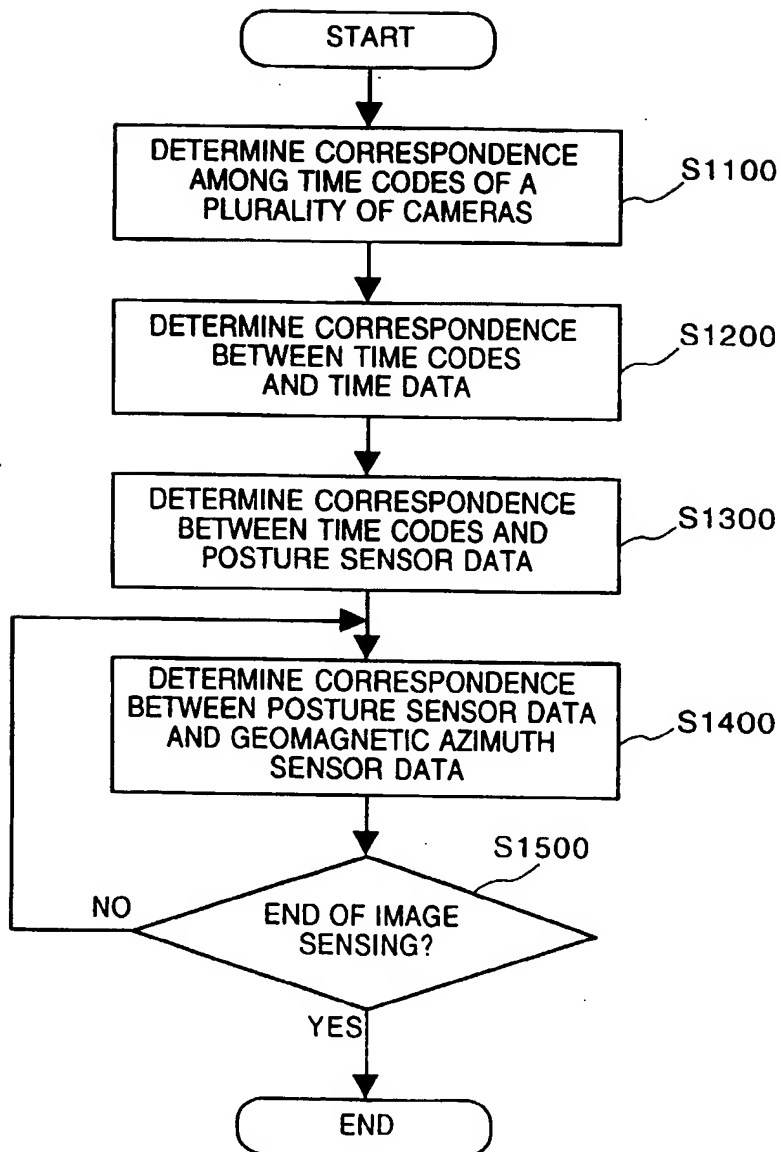 START
DETERMINE CORRESPONDENCE
AMONG TIME CODES OF A
PLURALITY OF CAMERAS
S1100
DETERMINE CORRESPONDENCE
BETWEEN TIME CODES
AND TIME DATA
S1200
DETERMINE CORRESPONDENCE
BETWEEN TIME CODES AND
POSTURE SENSOR DATA
S1300
DETERMINE CORRESPONDENCE
BETWEEN POSTURE SENSOR DATA
AND GEOMAGNETIC AZIMUTH
SENSOR DATA
S1400
S1500
NO
END OF IMAGE
SENSING?
YES
END